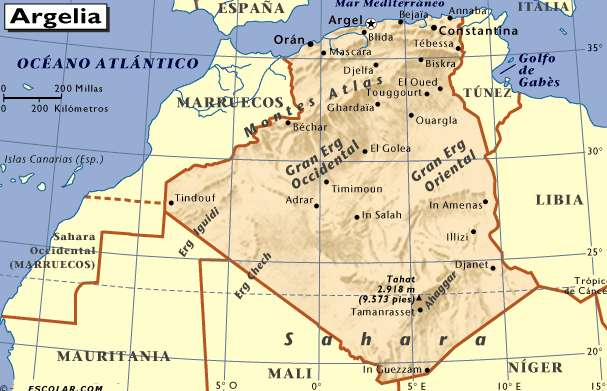 Argelia
ESPAÑA
Mar Mediterráneo
ITALIA
Argel
Bejaïa
Annaba
Blida
Constantina
Orán
Mascara
Tébessa
35°
35°
OCÉANO ATLÁNTICO
Djelfa
Biskra
Golfo
de
Gabès
0
200 Millas
0
200 Kilómetros
MARRUECOS
Montes Atlas
El Oued
Touggourt
TÚNEZ
Ghardaïa
Ouargla
Béchar
30°
30°
Islas Canarias (Esp.)
Gran Erg
Occidental
El Golea
Gran Erg
Oriental
Timimoun
Tindouf
Adrar
In Salah
In Amenas
LIBIA
Erg Iguidi
Sahara
Occidental
(MARRUECOS)
Illizi
25°
Erg Chech
Djanet
Tahat
2.918 m
(9.573 pies)
Ahaggar
Trópico
de Cánce
Tamanrasset
Sahara
20°
MAURITANIA
MALI
In Guezzam
NÍGER
ESCOLAR.COM
5°O
0°
5°E
10°E
15°E